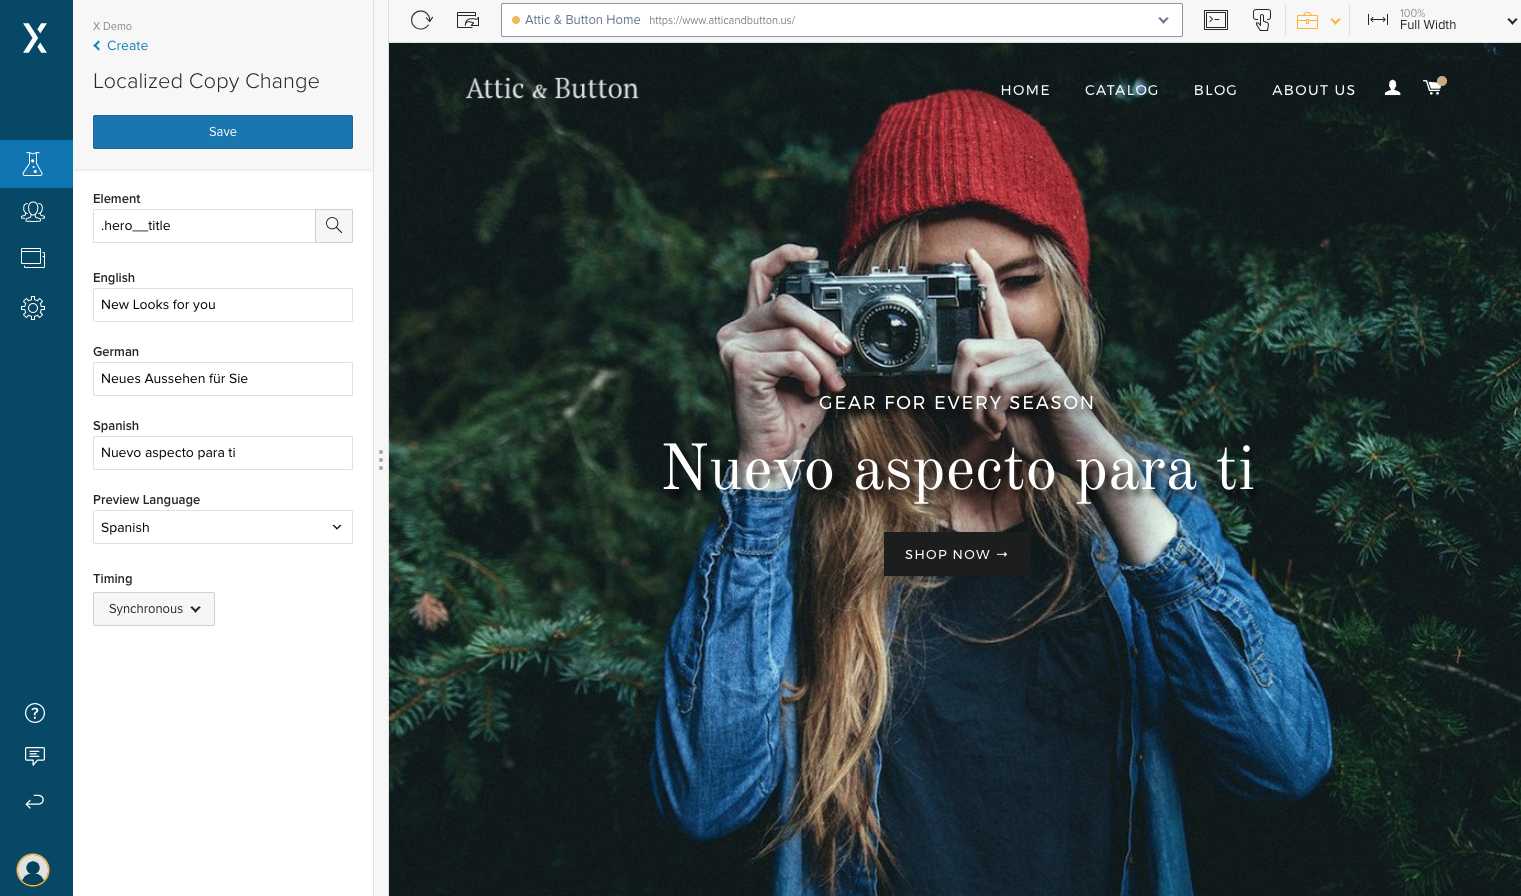 X Demo
Create
Localized Copy Change
Save
Element
.hero__title
English
New Looks for you
German
Neues Aussehen für Sie
Spanish
Nuevo aspecto para ti
Preview Language
Spanish
Timing
Synchronous
Attic & Button Home https://www.atticandbutton.us/
100%
Full Width
Attic & Button
HOME CATALOG BLOG ABOUT US
Contax
GEAR FOR EVERY SEASON
Nuevo aspecto para ti
SHOP NOW →